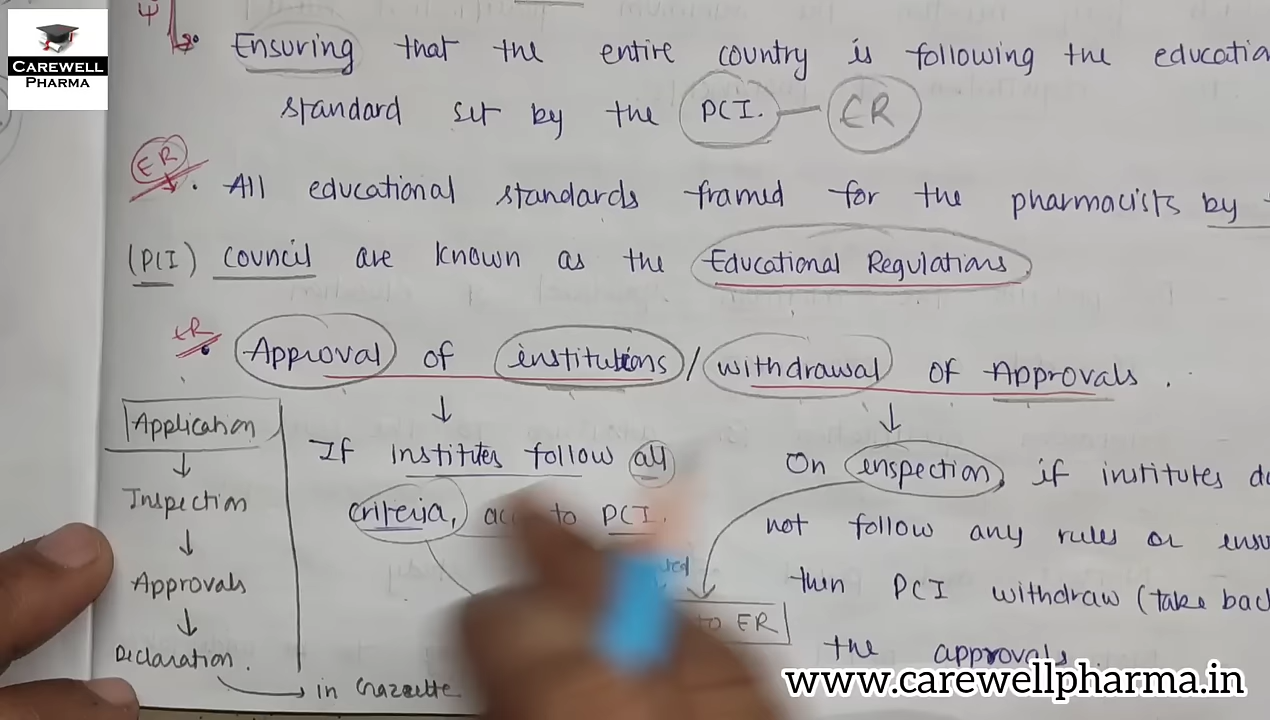 CAREWELL
PHARMA
Ensuring that the entire country is following the
standard set by the PCI. ER
ER
All educational standards framed for the pharmacists by
(PCI) council are known as the Educational Regulations
ER
Approval of institutions / withdrawal of Approvals.
Application
Inspection
Approvals
Declaration.
in Gazette
If institutes follow all
criteria, to PCI.
to ER
On inspection, if institutes
not follow any rules or
then PCI withdraw (take
the approvals.
www.carewellpharma.in